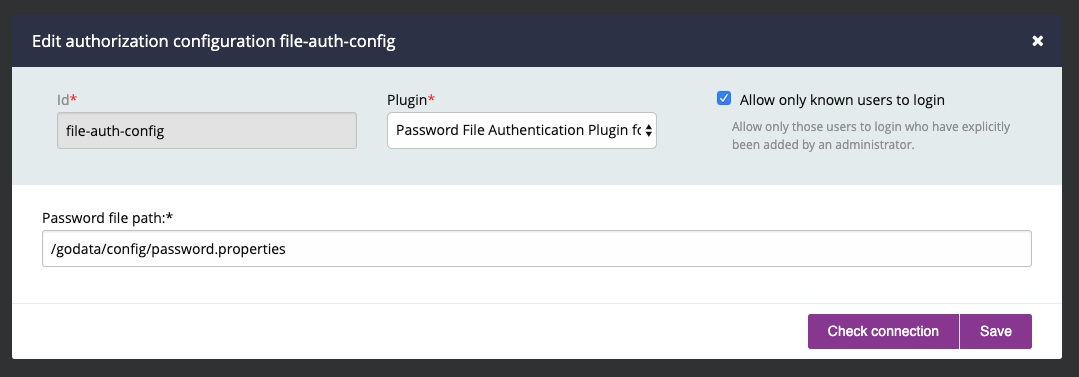 Edit authorization configuration file-auth-config
Id*
Plugin*
Allow only known users to login
file-auth-config
Password File Authentication Plugin fo
Allow only those users to login who have explicitly
been added by an administrator.
Password file path:*
/godata/config/password.properties
Check connection
Save